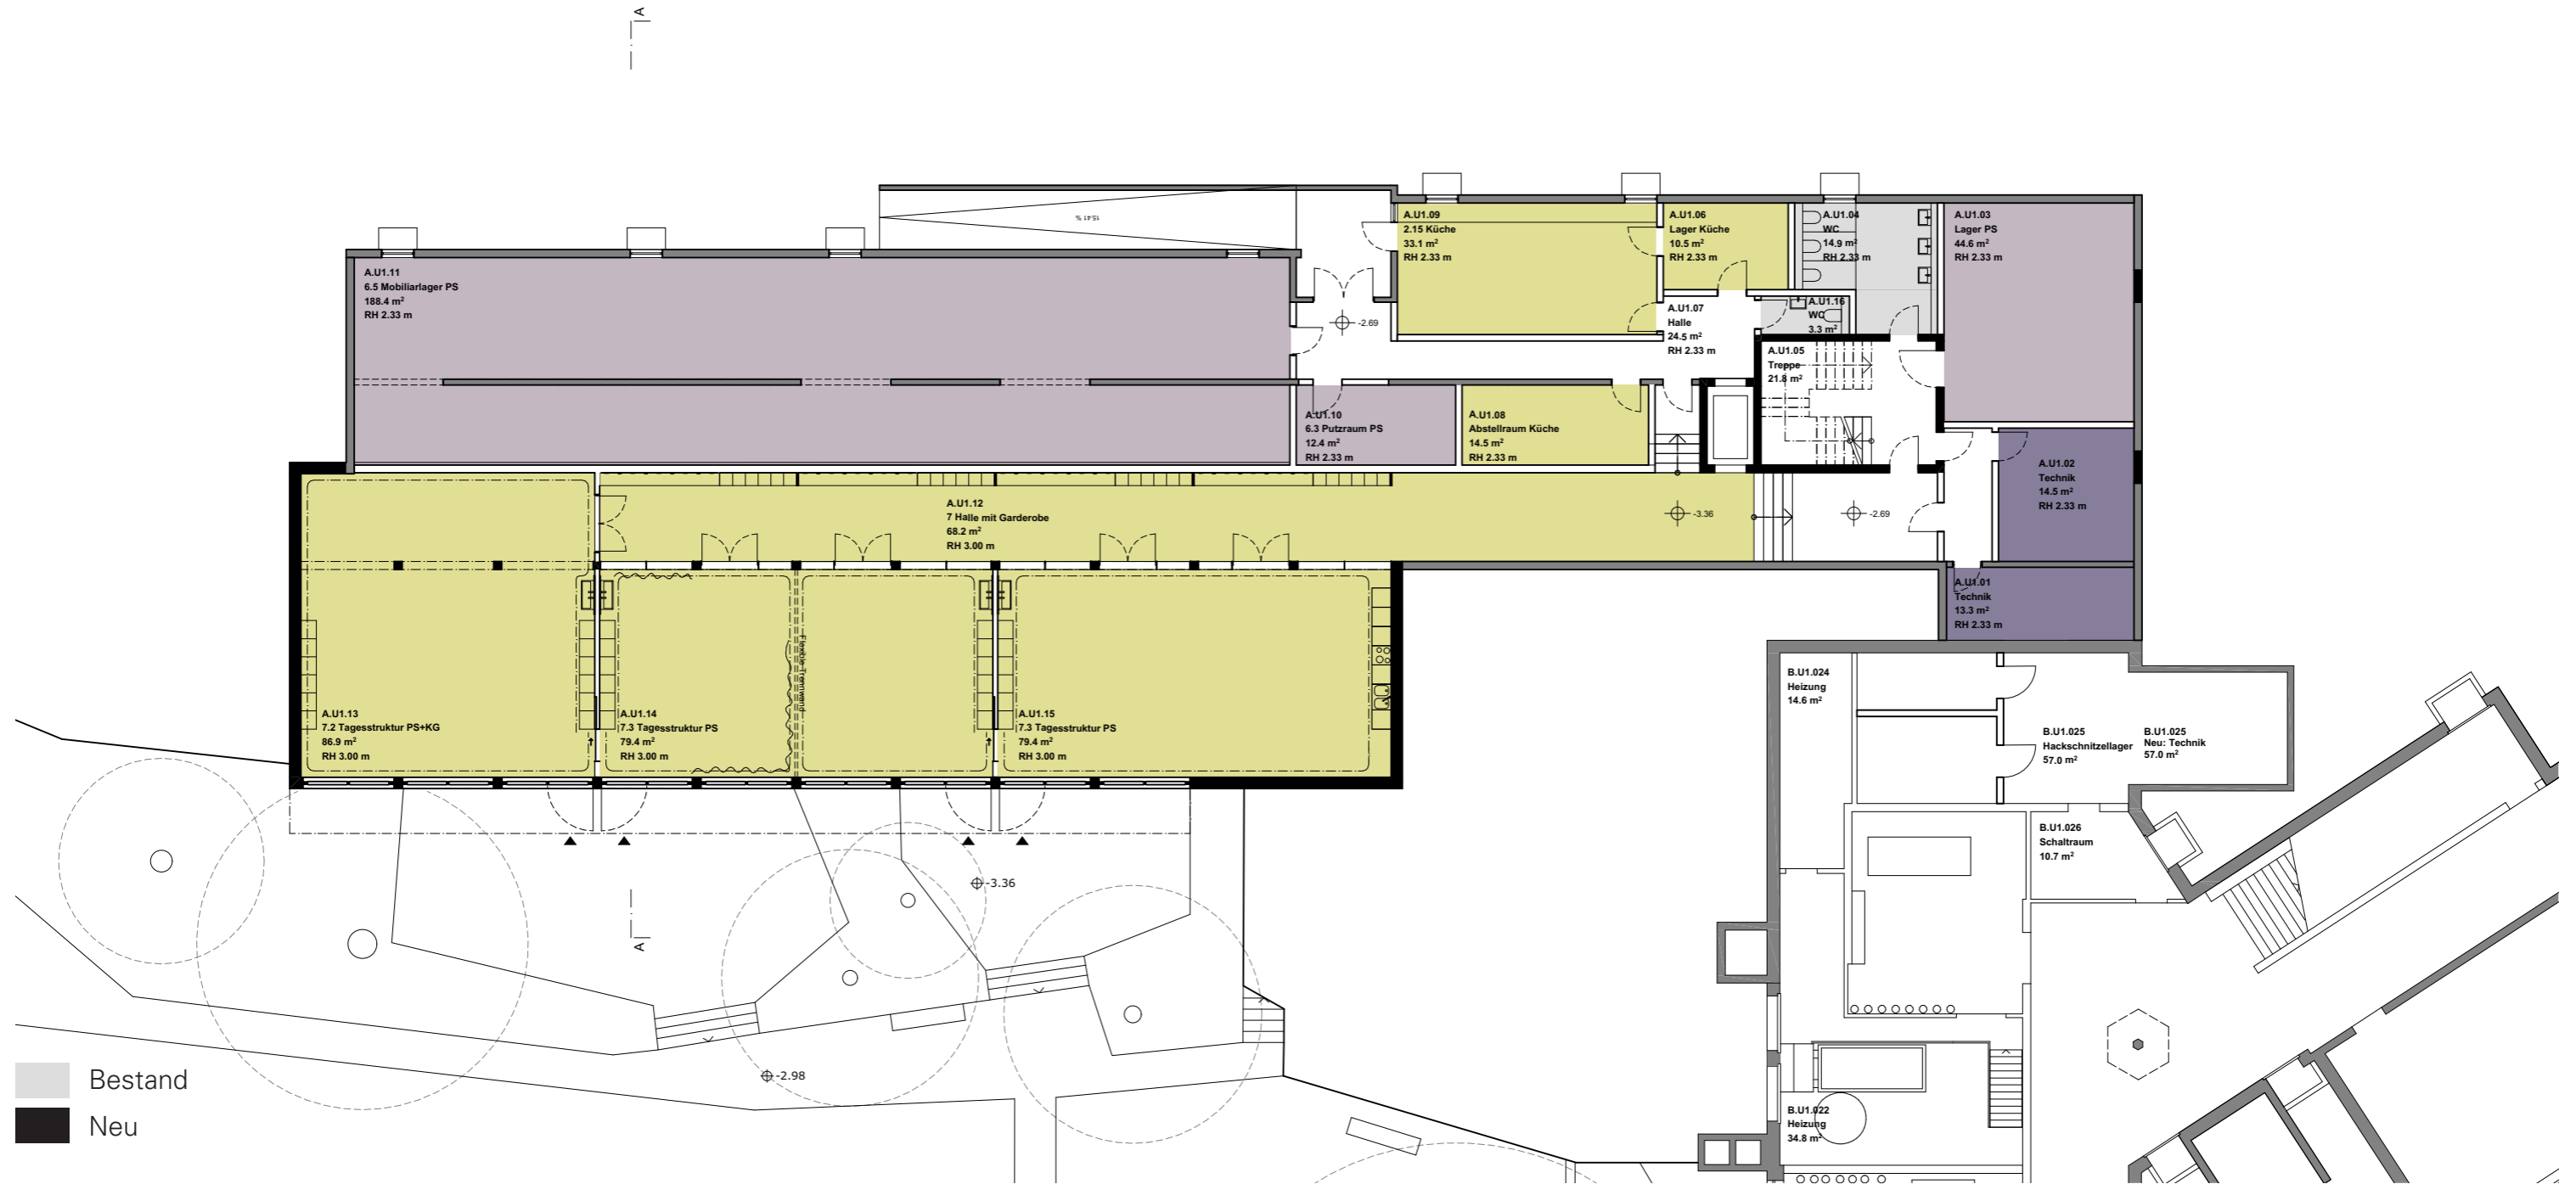 A
15.41 %
A.U1.09
2.15 Küche
33.1 m²
RH 2.33 m
A.U1.06
Lager Küche
10.5 m²
RH 2.33 m
A.U1.04
WC
14.9 m²
RH 2.33 m
A.U1.03
Lager PS
44.6 m²
RH 2.33 m
A.U1.11
6.5 Mobiliarlager PS
188.4 m²
RH 2.33 m
-2.69
A.U1.07
Halle
24.5 m²
RH 2.33 m
A.U1.16
WC
3.3 m²
A.U1.05
Treppe
21.8 m²
A.U1.10
6.3 Putzraum PS
12.4 m²
RH 2.33 m
A.U1.08
Abstellraum Küche
14.5 m²
RH 2.33 m
A.U1.02
Technik
14.5 m²
RH 2.33 m
A.U1.12
7 Halle mit Garderobe
68.2 m²
RH 3.00 m
-3.36
-2.69
A.U1.01
Technik
13.3 m²
RH 2.33 m
Flexible Trennwand
A.U1.13
7.2 Tagesstruktur PS+KG
86.9 m²
RH 3.00 m
A.U1.14
7.3 Tagesstruktur PS
79.4 m²
RH 3.00 m
A.U1.15
7.3 Tagesstruktur PS
79.4 m²
RH 3.00 m
B.U1.024
Heizung
14.6 m²
B.U1.025
Hackschnitzellager
57.0 m²
B.U1.025
Neu: Technik
57.0 m²
B.U1.026
Schaltraum
10.7 m²
-3.36
A
-2.98
B.U1.022
Heizung
34.8 m²
Bestand
Neu